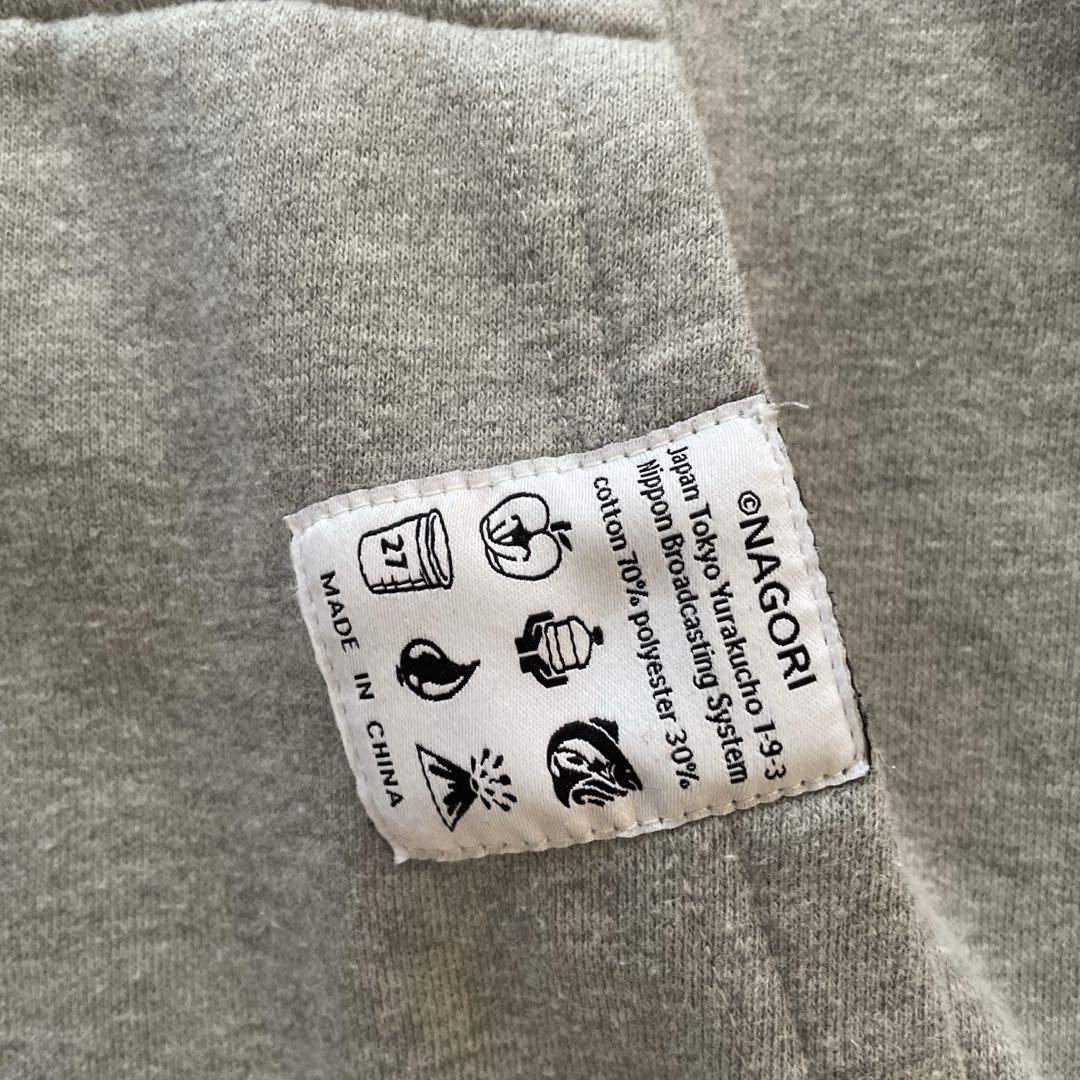 ©NAGORI
Japan Tokyo Yurakucho 1-9-3
Nippon Broadcasting System
cotton 70% polyester 30%
27
MADE IN CHINA